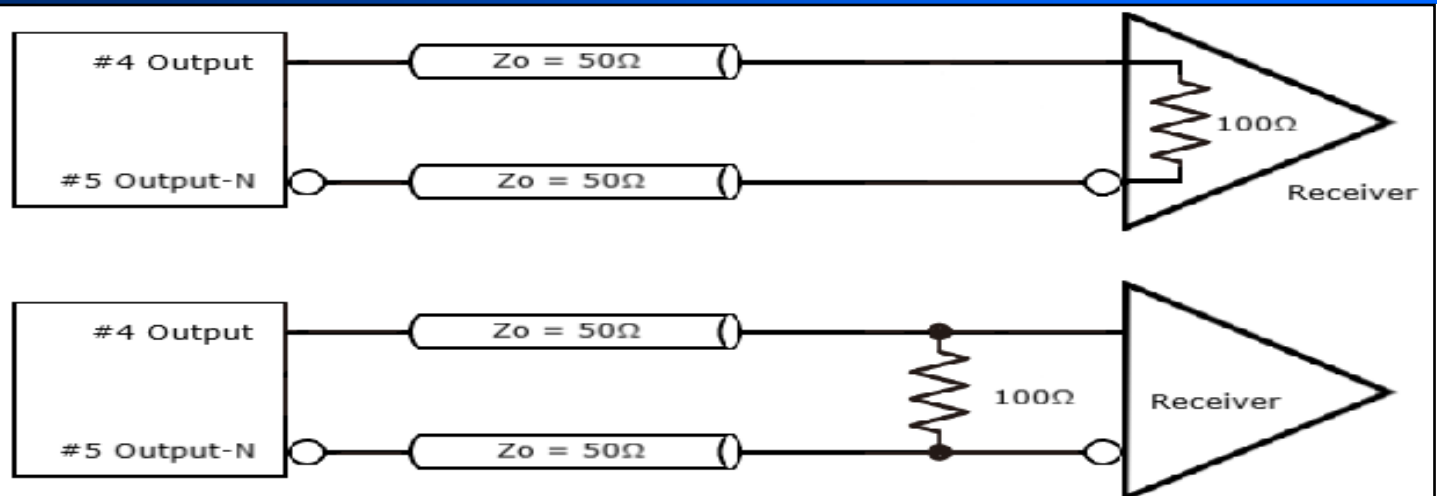 #4 Output
Zo = 50Ω
100Ω
#5 Output-N
Zo = 50Ω
Receiver
#4 Output
Zo = 50Ω
100Ω
Receiver
#5 Output-N
Zo = 50Ω